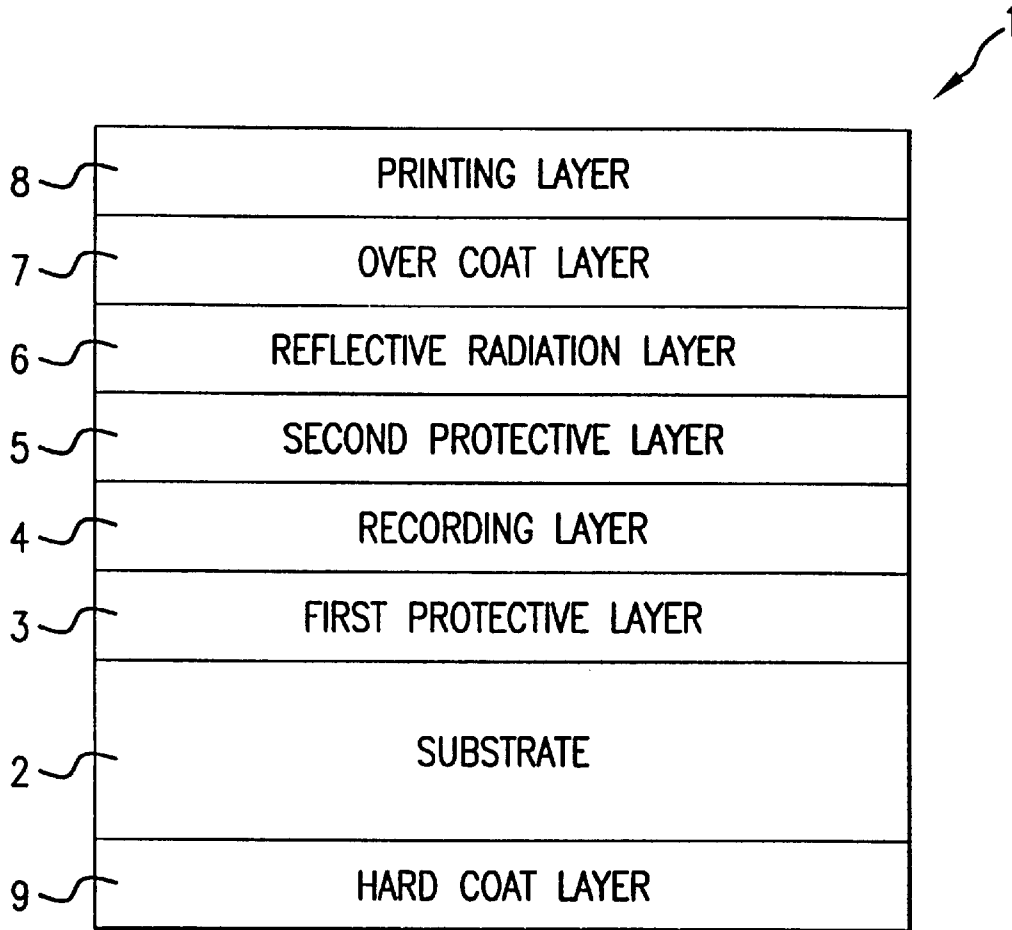 1
8 PRINTING LAYER
7 OVER COAT LAYER
6 REFLECTIVE RADIATION LAYER
5 SECOND PROTECTIVE LAYER
4 RECORDING LAYER
3 FIRST PROTECTIVE LAYER
2 SUBSTRATE
9 HARD COAT LAYER